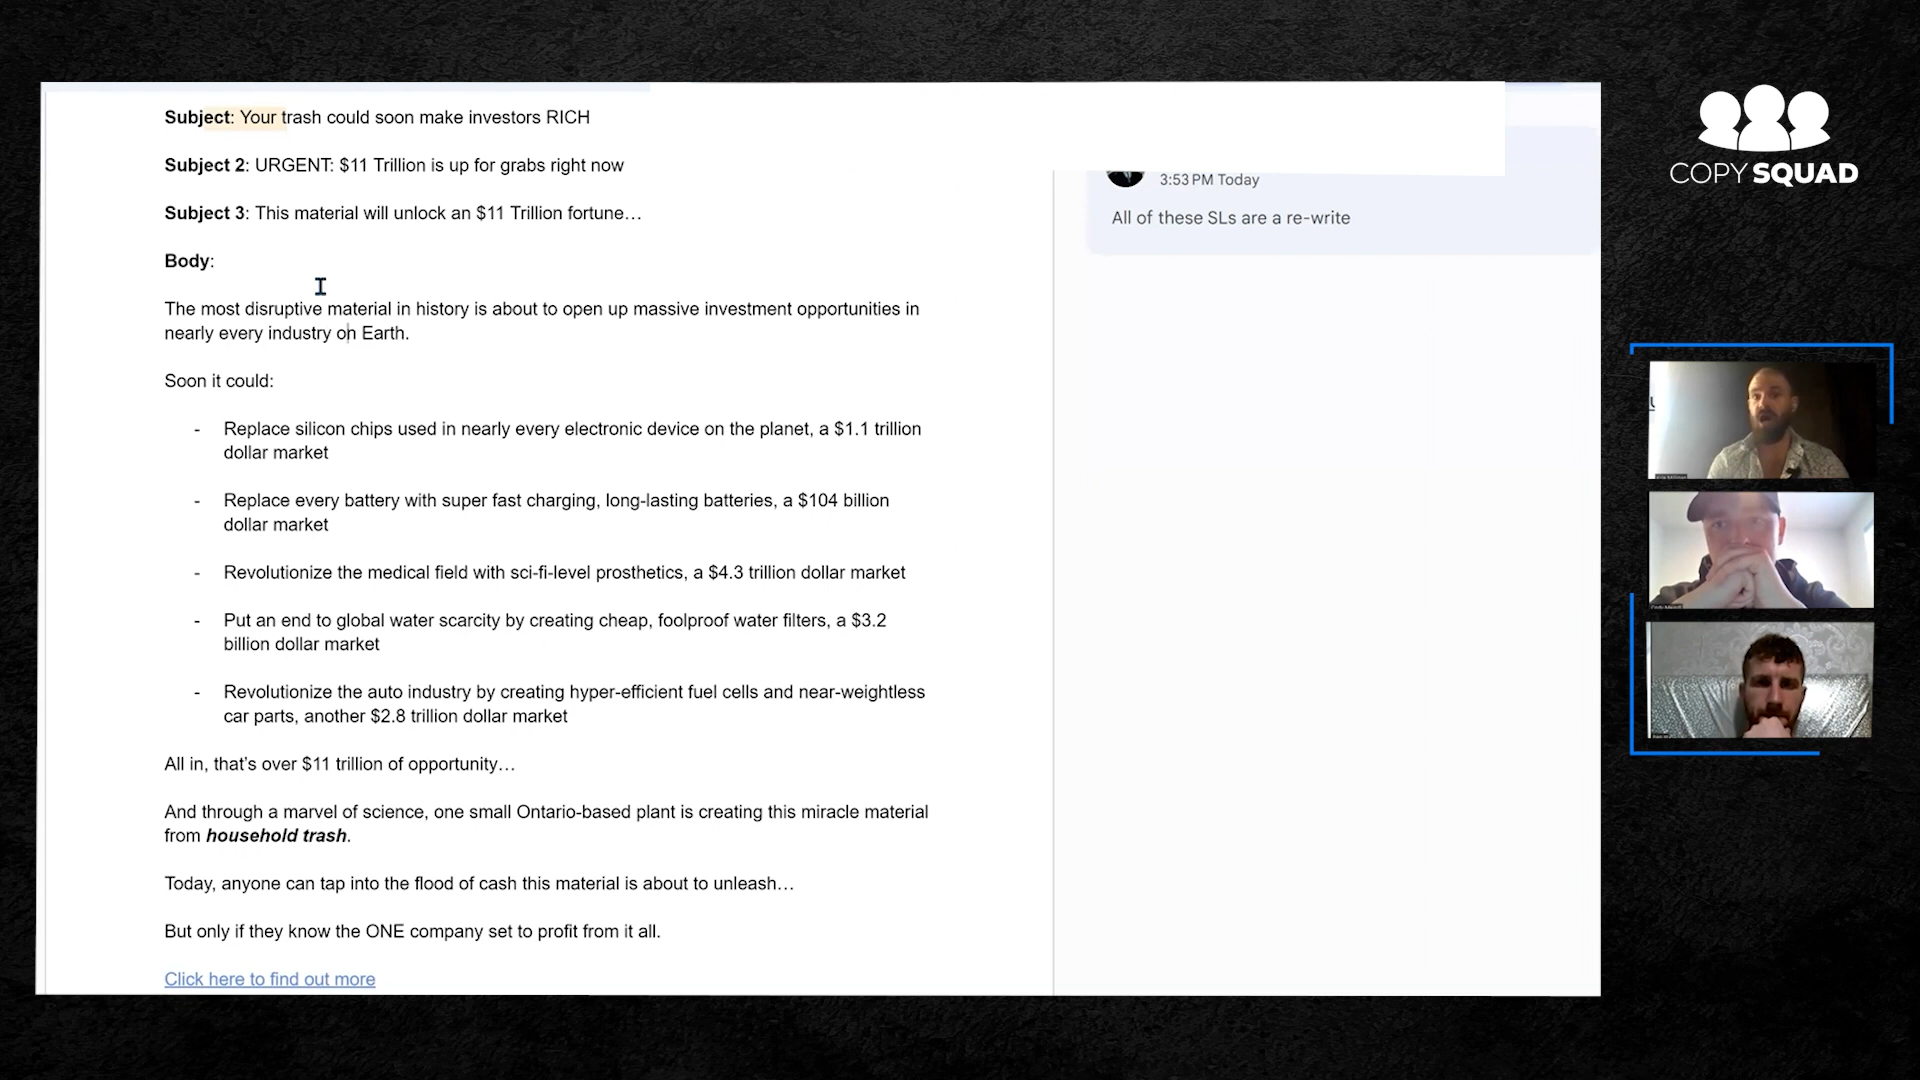 Subject: Your trash could soon make investors RICH
Subject 2: URGENT: $11 Trillion is up for grabs right now
Subject 3: This material will unlock an $11 Trillion fortune…
Body:
The most disruptive material in history is about to open up massive investment opportunities in
nearly every industry on Earth.
Soon it could:
- Replace silicon chips used in nearly every electronic device on the planet, a $1.1 trillion
dollar market
- Replace every battery with super fast charging, long-lasting batteries, a $104 billion
dollar market
- Revolutionize the medical field with sci-fi-level prosthetics, a $4.3 trillion dollar market
- Put an end to global water scarcity by creating cheap, foolproof water filters, a $3.2
billion dollar market
- Revolutionize the auto industry by creating hyper-efficient fuel cells and near-weightless
car parts, another $2.8 trillion dollar market
All in, that’s over $11 trillion of opportunity…
And through a marvel of science, one small Ontario-based plant is creating this miracle material
from household trash.
Today, anyone can tap into the flood of cash this material is about to unleash…
But only if they know the ONE company set to profit from it all.
Click here to find out more
3:53 PM Today
All of these SLs are a re-write
COPY SQUAD